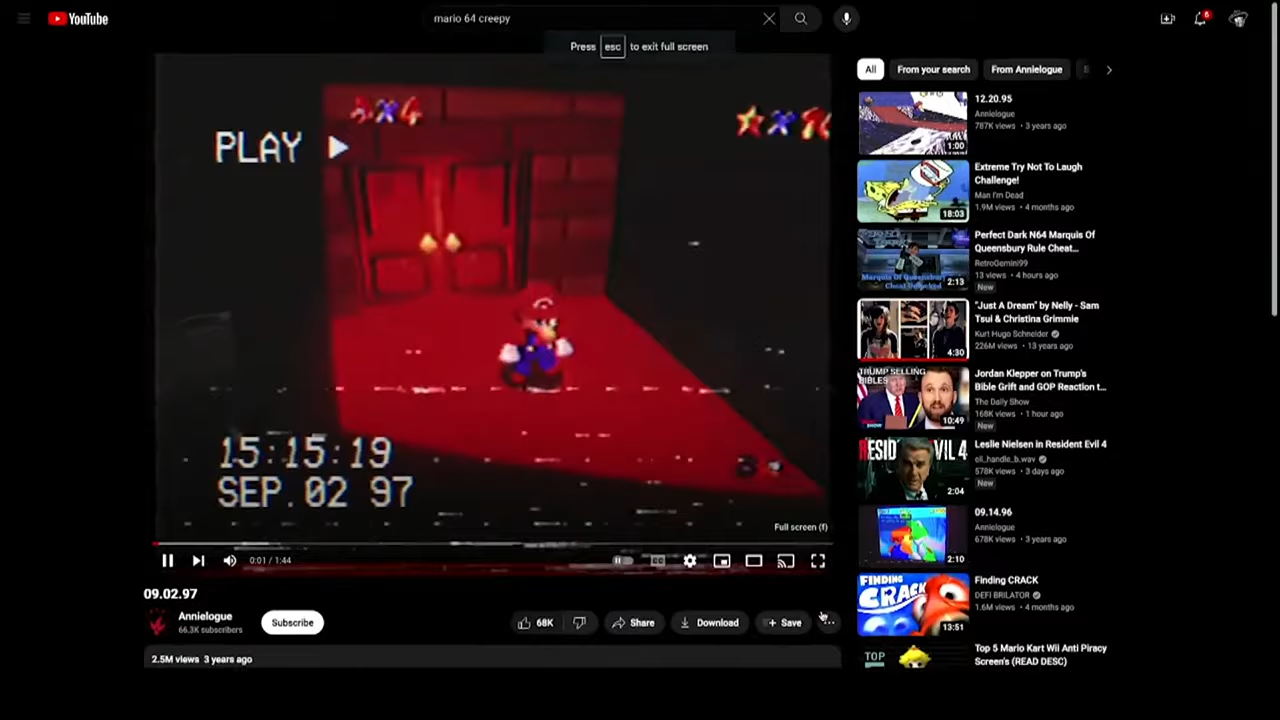 YouTube
mario 64 creepy
6
Press esc to exit full screen
PLAY
15:15:19
SEP.02 97
Full screen (f)
0:01 / 1:44
09.02.97
Annielogue
66.3K subscribers
Subscribe
68K
Share
Download
Save
2.5M views 3 years ago
All
From your search
From Annielogue
12.20.95
Annielogue
787K views • 3 years ago
1:00
Extreme Try Not To Laugh
Challenge!
Man I'm Dead
1.9M views • 4 months ago
18:03
Perfect Dark N64 Marquis Of
Queensbury Rule Cheat...
RetroGemini99
13 views • 4 hours ago
New
Marquis Of Queensbury
Cheat Unlocked
2:13
"Just A Dream" by Nelly - Sam
Tsui & Christina Grimmie
Kurt Hugo Schneider
226M views • 13 years ago
4:30
TRUMP SELLING
BIBLES
Jordan Klepper on Trump's
Bible Grift and GOP Reaction t...
The Daily Show
168K views • 1 hour ago
New
10:49
Leslie Nielsen in Resident Evil 4
ell_handle_b.wav
578K views • 3 days ago
New
2:04
09.14.96
Annielogue
678K views • 3 years ago
2:10
FINDING
CRACK
Finding CRACK
DEFI BRILATOR
1.6M views • 4 months ago
13:51
TOP
Top 5 Mario Kart Wii Anti Piracy
Screen's (READ DESC)